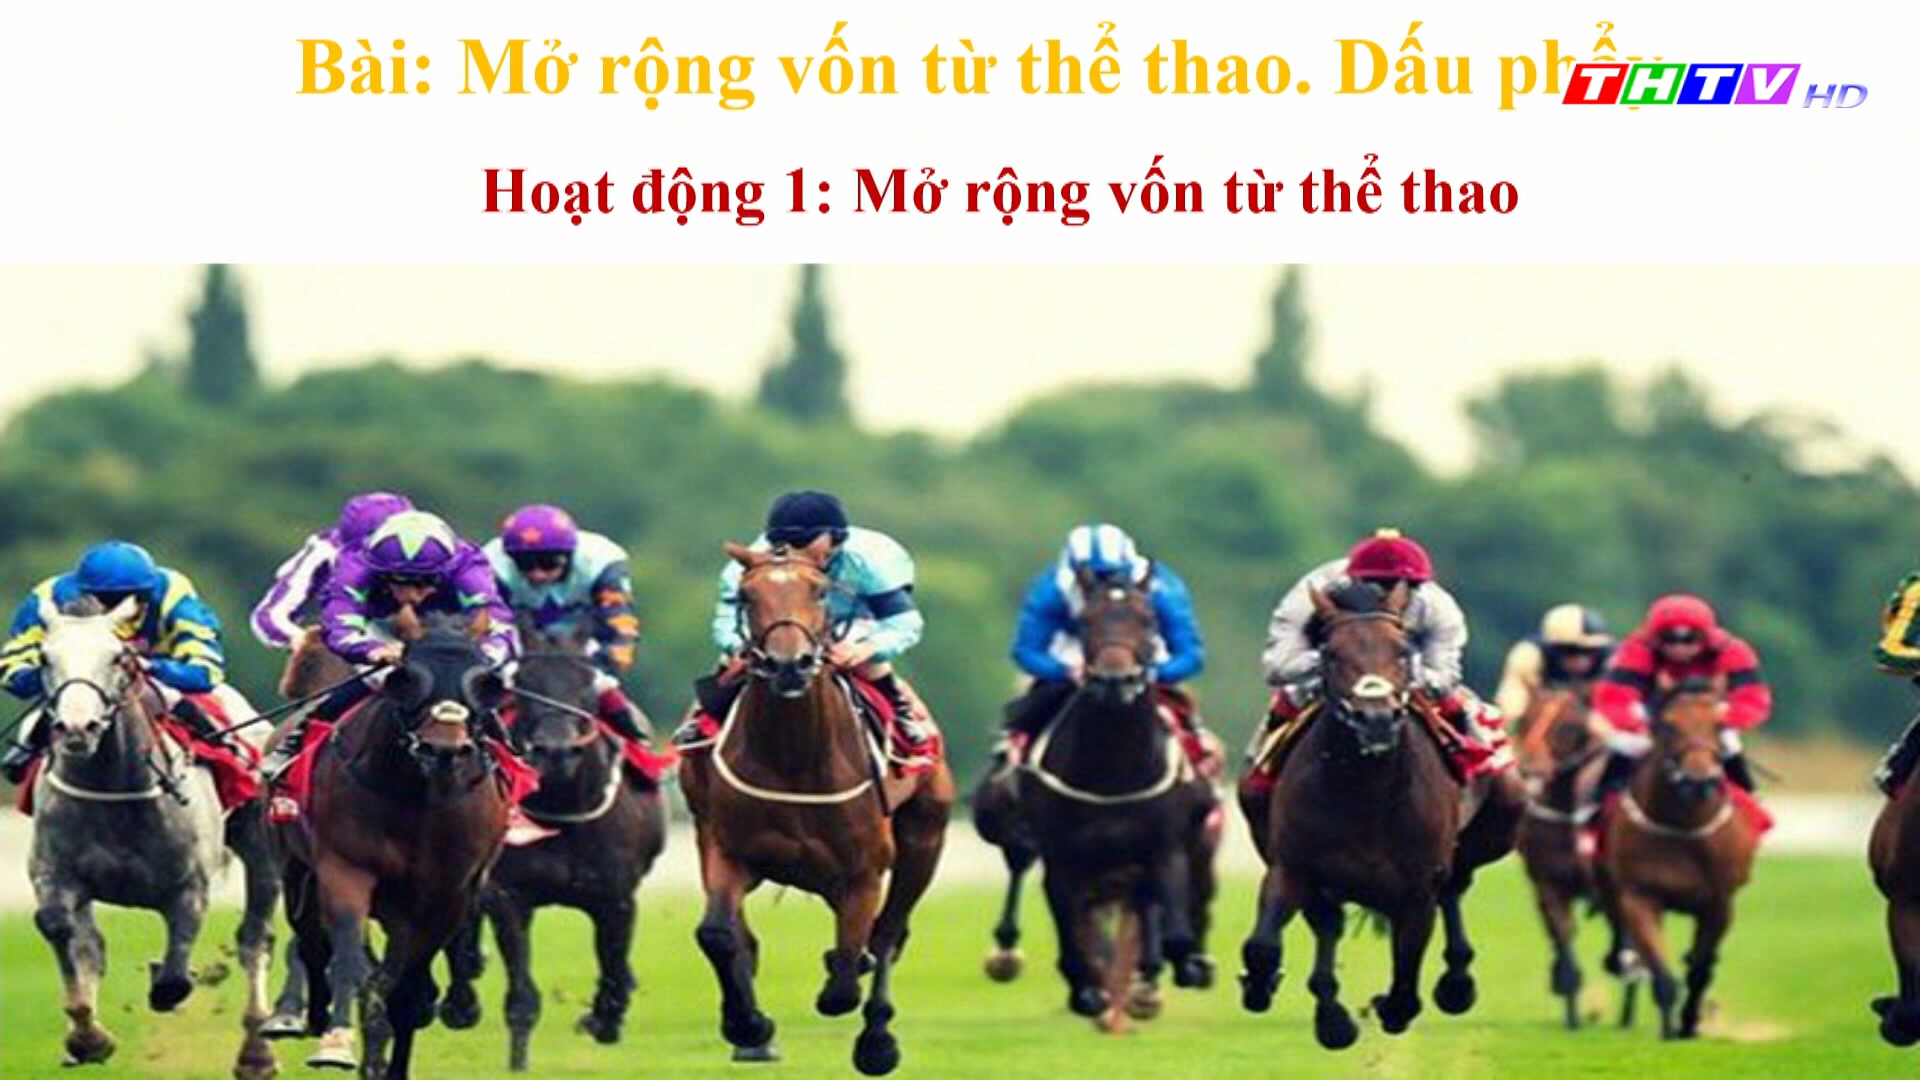 Bài: Mở rộng vốn từ thể thao. Dấu phẩy
THTV HD
Hoạt động 1: Mở rộng vốn từ thể thao